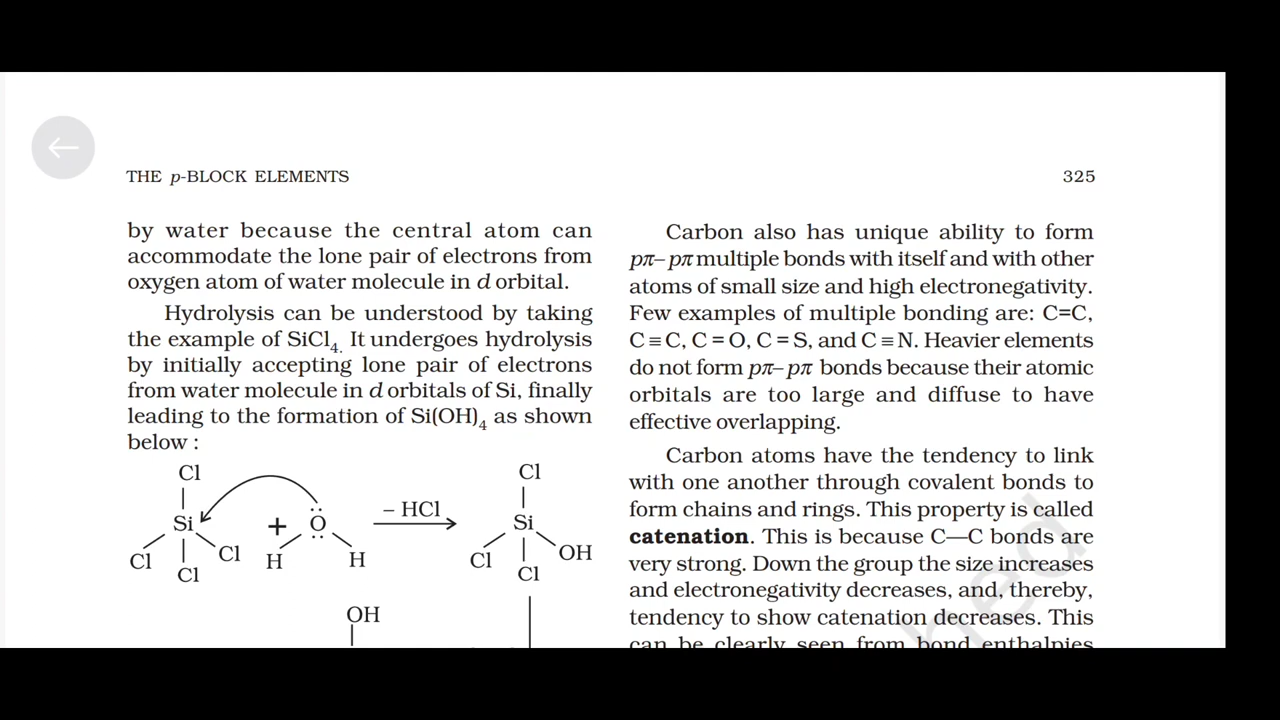 THE p-BLOCK ELEMENTS
325
by water because the central atom can
accommodate the lone pair of electrons from
oxygen atom of water molecule in d orbital.
Hydrolysis can be understood by taking
the example of SiCl4. It undergoes hydrolysis
by initially accepting lone pair of electrons
from water molecule in d orbitals of Si, finally
leading to the formation of Si(OH)4 as shown
below :
Cl
Si
Cl
Cl
Cl
+
O
H
H
– HCl
Cl
Si
Cl
OH
Cl
OH
Carbon also has unique ability to form
pπ–pπ multiple bonds with itself and with other
atoms of small size and high electronegativity.
Few examples of multiple bonding are: C=C,
C ≡ C, C = O, C = S, and C ≡ N. Heavier elements
do not form pπ–pπ bonds because their atomic
orbitals are too large and diffuse to have
effective overlapping.
Carbon atoms have the tendency to link
with one another through covalent bonds to
form chains and rings. This property is called
catenation. This is because C—C bonds are
very strong. Down the group the size increases
and electronegativity decreases, and, thereby,
tendency to show catenation decreases. This
can be clearly seen from bond enthalpies
hed